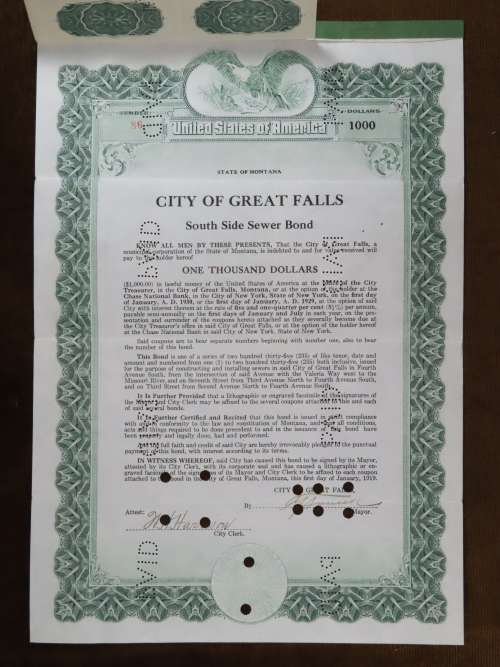 NUMBER
DOLLARS
86
United States of America
1000
STATE OF MONTANA
CITY OF GREAT FALLS
South Side Sewer Bond
KNOW ALL MEN BY THESE PRESENTS, That the City of Great Falls, a
municipal corporation of the State of Montana, is indebted to and for value received will
pay to the holder hereof
ONE THOUSAND DOLLARS
($1,000.00) in lawful money of the United States of America at the office of the City
Treasurer, in the City of Great Falls, Montana, or at the option of the holder at the
Chase National Bank, in the City of New York, State of New York, on the first day
of January, A. D. 1939, or the first day of January, A. D. 1929, at the option of said
City with interest thereon at the rate of five and one-quarter per cent (5¼%) per annum,
payable semi-annually on the first days of January and July in each year, on the pre-
sentation and surrender of the coupons hereto attached as they severally become due at
the City Treasurer's office in said City of Great Falls, or at the option of the holder hereof
at the Chase National Bank in said City of New York, State of New York.
Said coupons are to bear separate numbers beginning with number one, also to bear
the number of this bond.
This Bond is one of a series of two hundred thirty-five (235) of like tenor, date and
amount and numbered from one (1) to two hundred thirty-five (235) both inclusive, issued
for the purpose of constructing and installing sewers in said City of Great Falls in Fourth
Avenue South, from the intersection of said Avenue with the Valeria Way west to the
Missouri River, and on Seventh Street from Third Avenue North to Fourth Avenue South,
and on Third Street from Second Avenue North to Fourth Avenue South.
It is Further Provided that a lithographic or engraved facsimile of the signatures of
the Mayor and City Clerk may be affixed to the several coupons attached to this and each
of said several bonds.
It is Further Certified and Recited that this bond is issued in strict compliance
with and in conformity to the law and constitution of Montana, and that all conditions,
acts and things required to be done precedent to and in the issuance of this bond have
been properly and legally done, had and performed.
And the full faith and credit of said City are hereby irrevocably pledged to the punctual
payment of this bond, with interest according to its terms.
IN WITNESS WHEREOF, said City has caused this bond to be signed by its Mayor,
attested by its City Clerk, with its corporate seal and has caused a lithographic or en-
graved facsimile of the signatures of its Mayor and City Clerk to be affixed to each coupon
attached to this bond in the City of Great Falls, Montana, this first day of January, 1919.
CITY OF GREAT FALLS
By
Mayor.
Attest:
City Clerk.